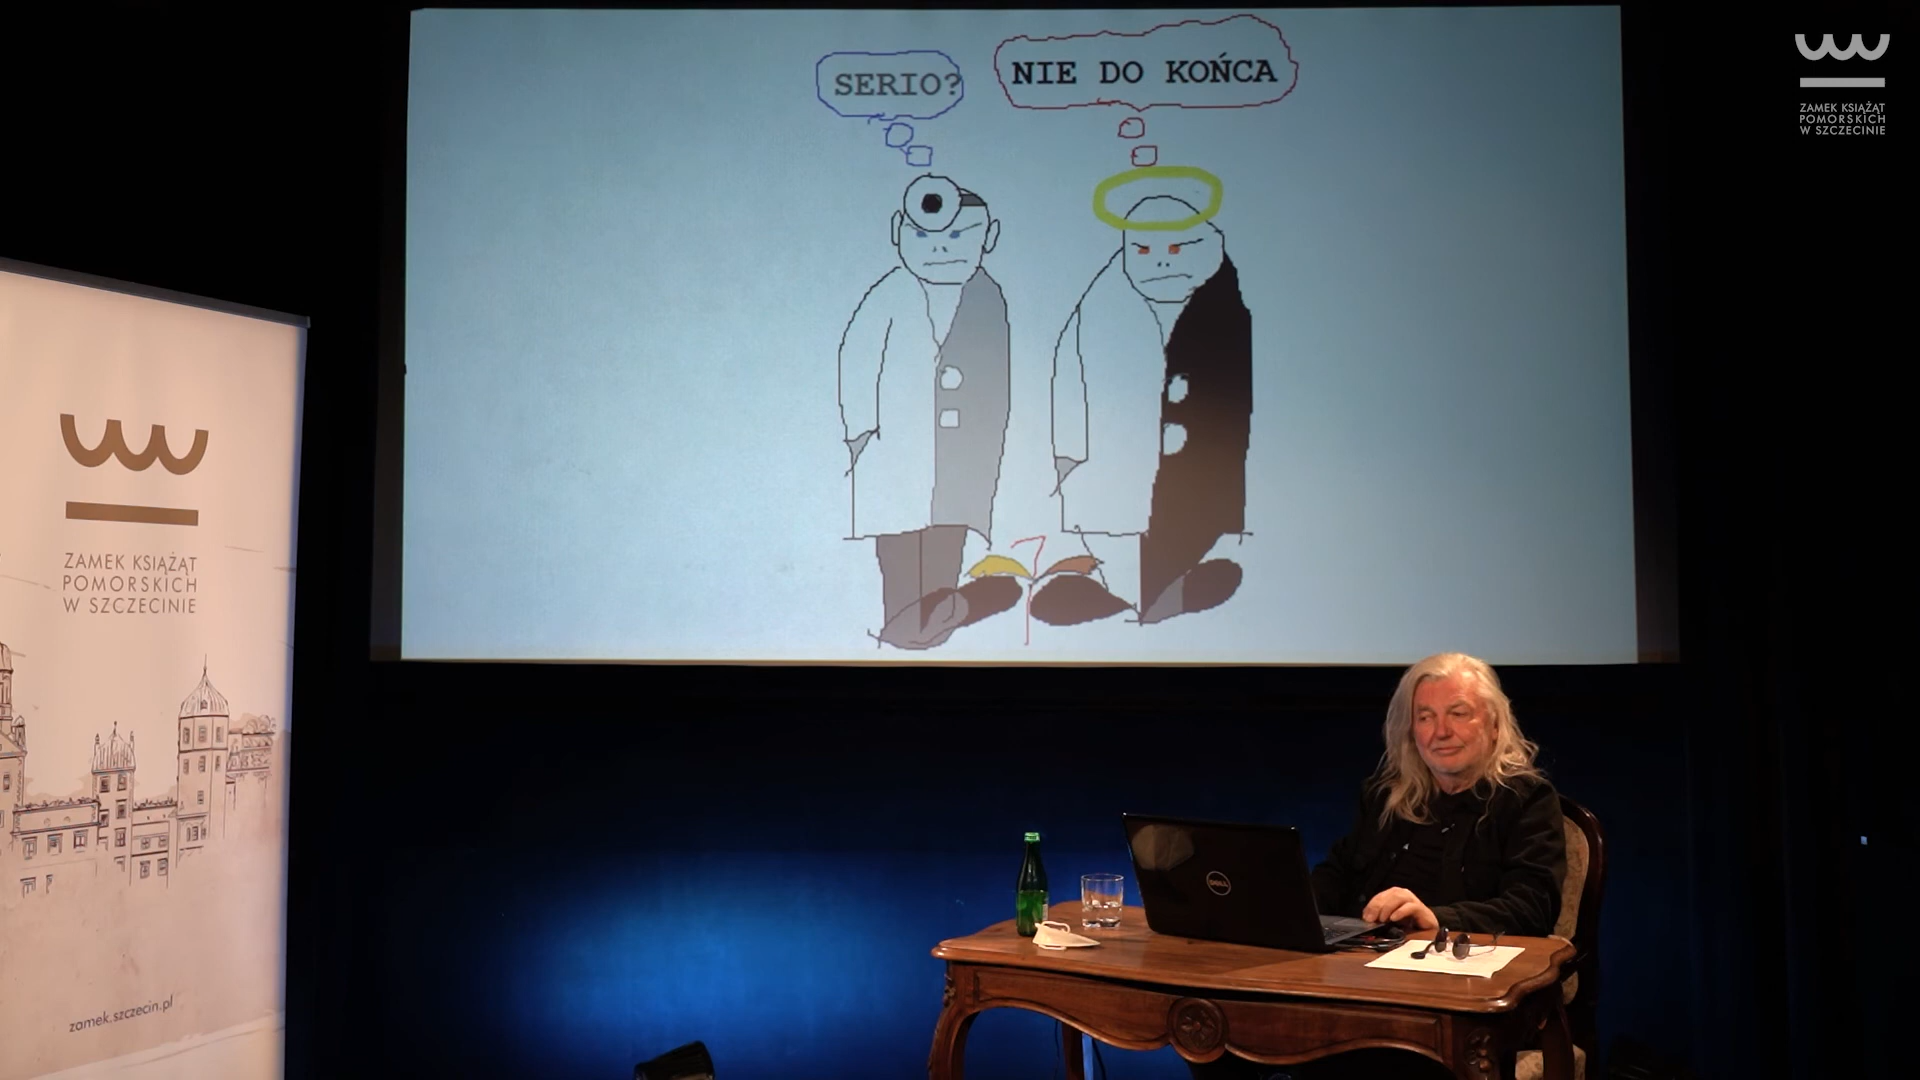 SERIO?
NIE DO KOŃCA
ZAMEK KSIĄŻĄT
POMORSKICH
W SZCZECINIE
ZAMEK KSIĄŻĄT
POMORSKICH
W SZCZECINIE
zamek.szczecin.pl
DELL